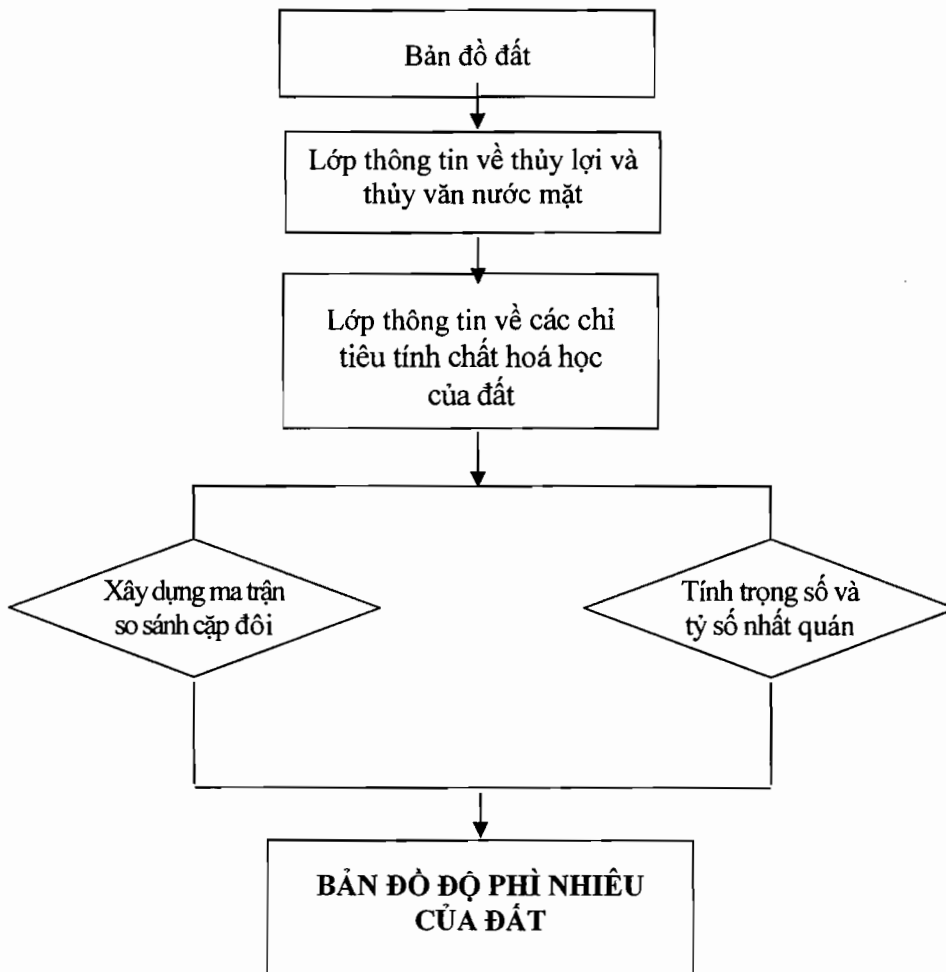 Bản đồ đất
Lớp thông tin về thủy lợi và
thủy văn nước mặt
Lớp thông tin về các chỉ
tiêu tính chất hoá học
của đất
Xây dựng ma trận
so sánh cặp đôi
Tính trọng số và
tỷ số nhất quán
BẢN ĐỒ ĐỘ PHÌ NHIÊU
CỦA ĐẤT